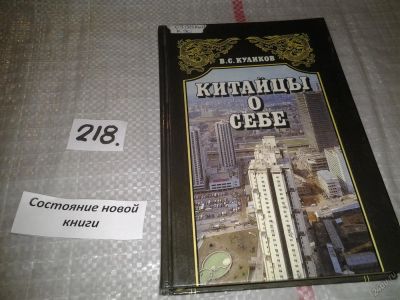 В.С. КУЛИКОВ
КИТАЙЦЫ
О
СЕБЕ
218.
Состояние новой
книги